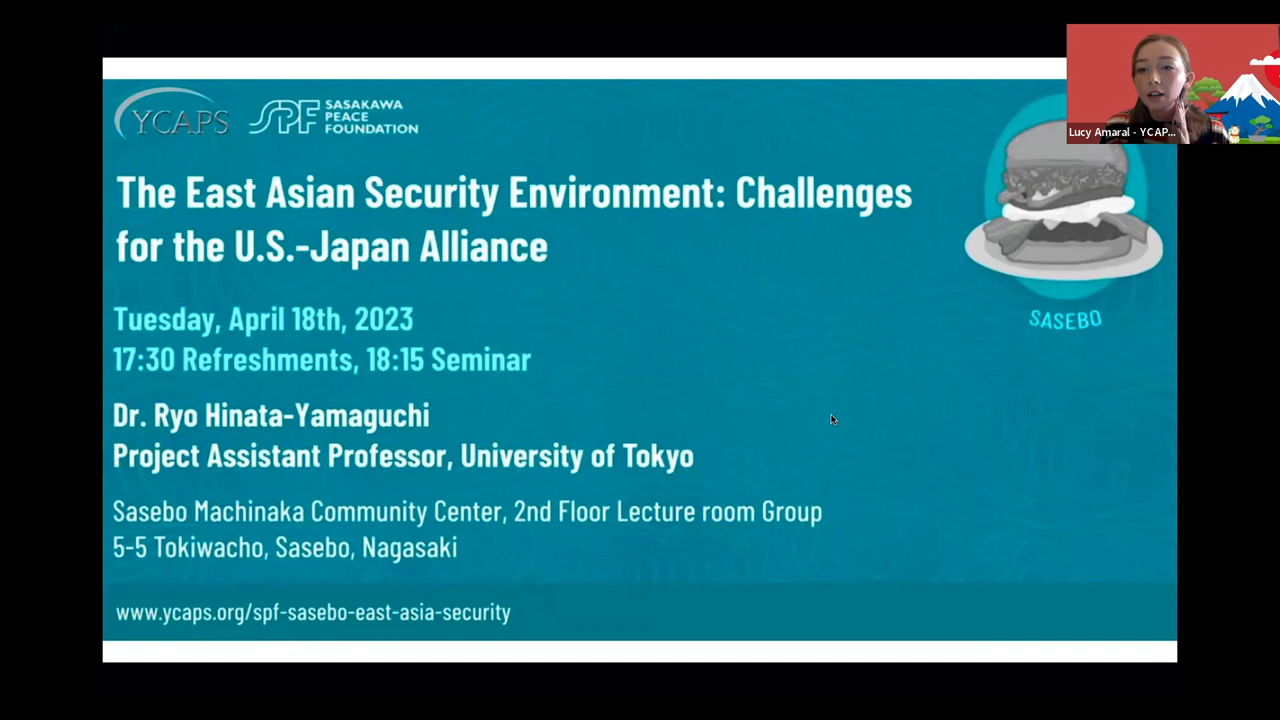 YCAPS
SPF
SASAKAWA
PEACE
FOUNDATION
The East Asian Security Environment: Challenges
for the U.S.-Japan Alliance
Tuesday, April 18th, 2023
17:30 Refreshments, 18:15 Seminar
Dr. Ryo Hinata-Yamaguchi
Project Assistant Professor, University of Tokyo
Sasebo Machinaka Community Center, 2nd Floor Lecture room Group
5-5 Tokiwacho, Sasebo, Nagasaki
www.ycaps.org/spf-sasebo-east-asia-security
SASEBO
Lucy Amaral - YCAP...